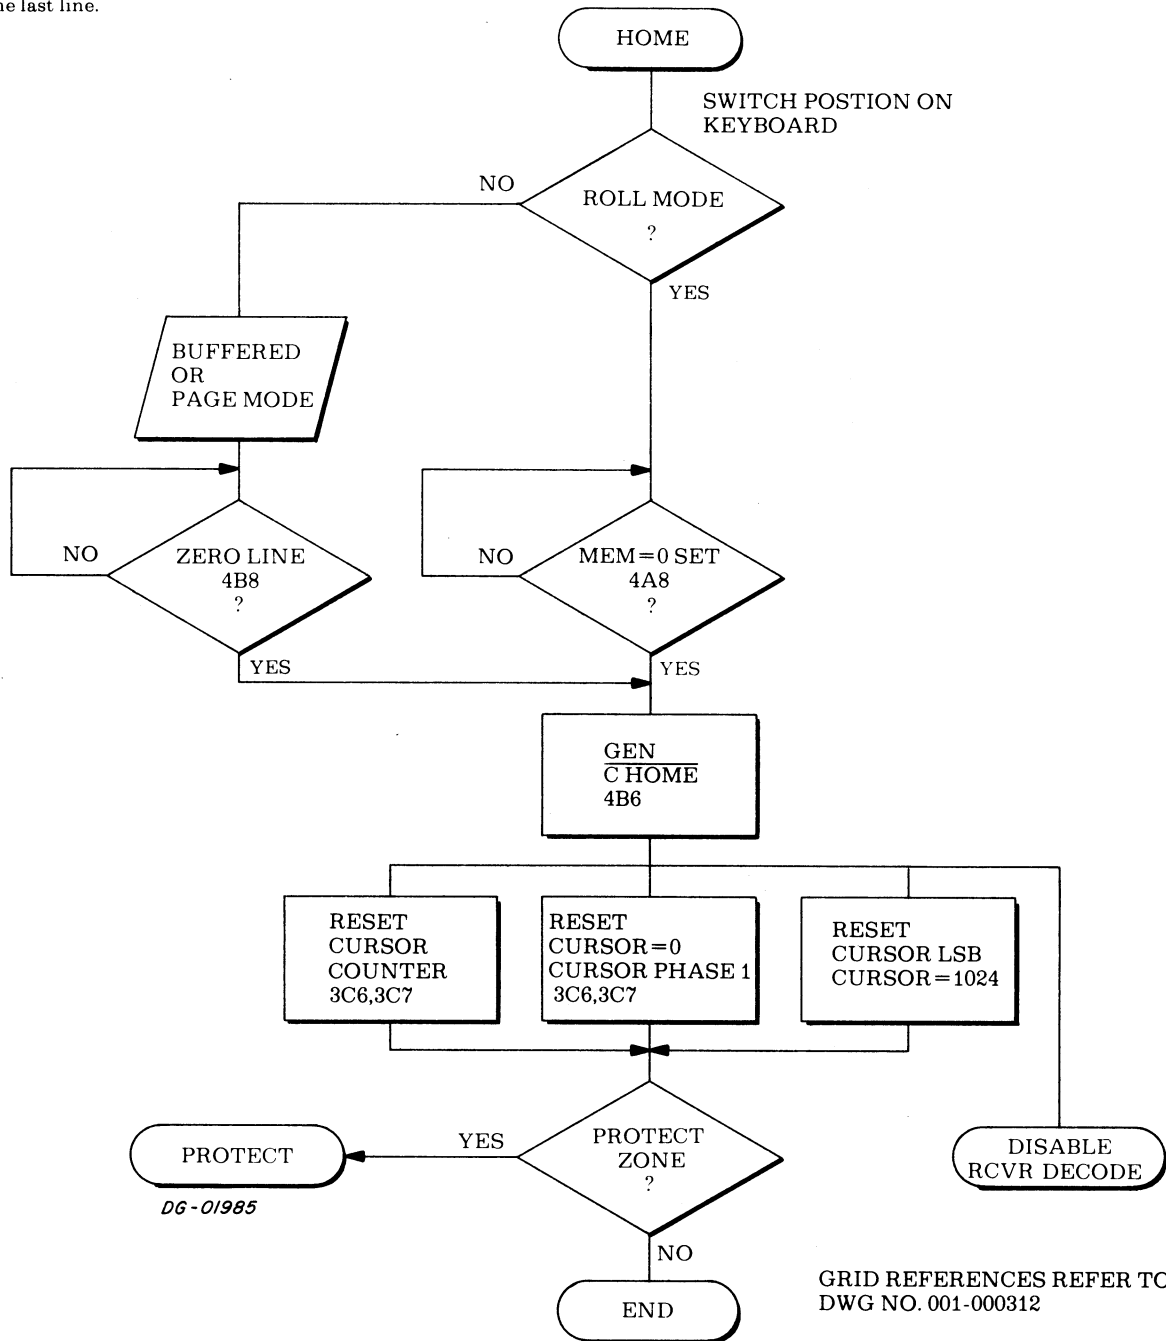 he last line.
HOME
SWITCH POSTION ON
KEYBOARD
NO
ROLL MODE
?
YES
BUFFERED
OR
PAGE MODE
NO
ZERO LINE
4B8
?
YES
NO
MEM=0 SET
4A8
?
YES
GEN
C HOME
4B6
RESET
CURSOR
COUNTER
3C6,3C7
RESET
CURSOR=0
CURSOR PHASE 1
3C6,3C7
RESET
CURSOR LSB
CURSOR=1024
PROTECT
YES
PROTECT
ZONE
?
DISABLE
RCVR DECODE
DG-01985
NO
END
GRID REFERENCES REFER TO
DWG NO. 001-000312